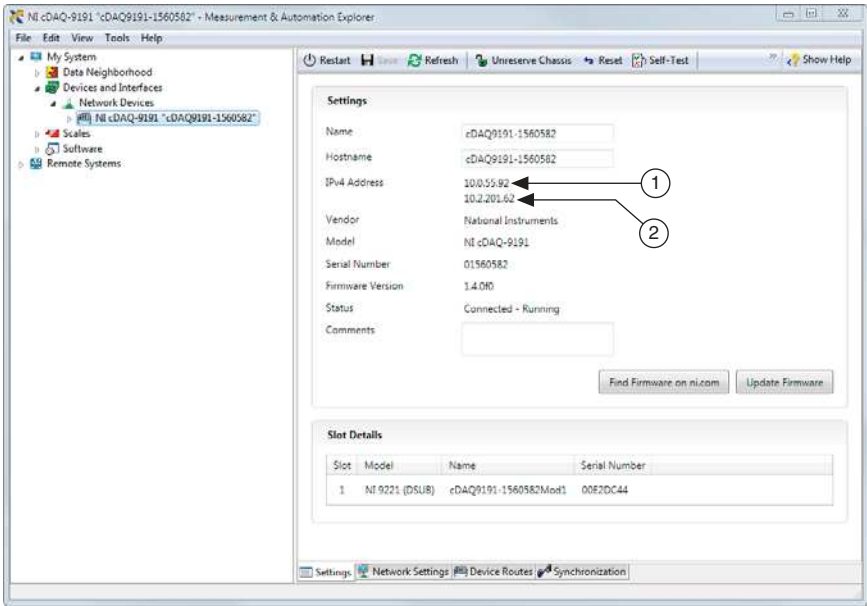 NI cDAQ-9191 "cDAQ9191-1560582" - Measurement & Automation Explorer
File Edit View Tools Help
My System
Data Neighborhood
Devices and Interfaces
Network Devices
NI cDAQ-9191 "cDAQ9191-1560582"
Scales
Software
Remote Systems
Restart Save Refresh Unreserve Chassis Reset Self-Test Show Help
Settings
Name cDAQ9191-1560582
Hostname cDAQ9191-1560582
IPv4 Address 10.0.55.92 1
10.2.201.62
2
Vendor National Instruments
Model NI cDAQ-9191
Serial Number 01560582
Firmware Version 1.4.0f0
Status Connected - Running
Comments
Find Firmware on ni.com Update Firmware
Slot Details
Slot Model Name Serial Number
1 NI 9221 (DSUB) cDAQ9191-1560582Mod1 00E2DC44
Settings Network Settings Device Routes Synchronization